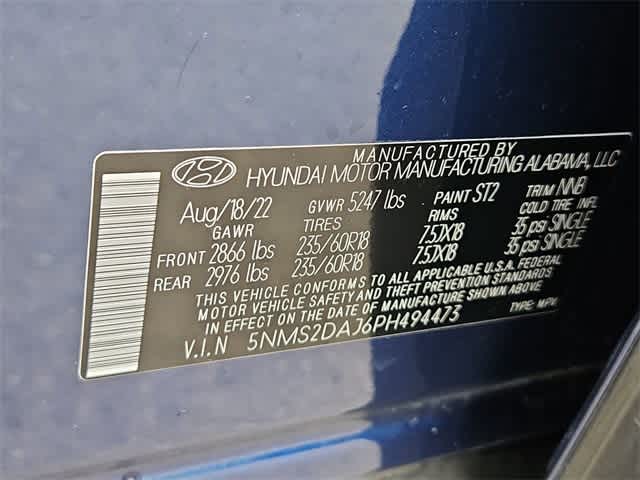 MANUFACTURED BY
HYUNDAI MOTOR MANUFACTURING ALABAMA, LLC
Aug/18/22 GVWR 5247 lbs PAINT ST2 TRIM NNB
GAWR TIRES RIMS COLD TIRE INFL
FRONT 2866 lbs 235/60R18 7.5JX18 35 psi SINGLE
REAR 2976 lbs 235/60R18 7.5JX18 35 psi SINGLE
THIS VEHICLE CONFORMS TO ALL APPLICABLE U.S.A. FEDERAL
MOTOR VEHICLE SAFETY AND THEFT PREVENTION STANDARDS
IN EFFECT ON THE DATE OF MANUFACTURE SHOWN ABOVE.
V.I.N 5NMS2DAJ6PH494473 TYPE: MPV